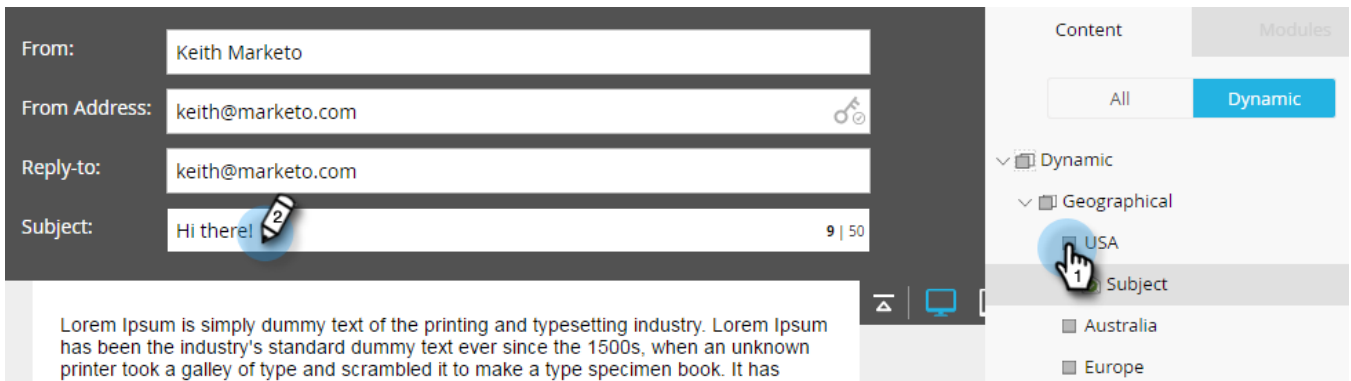 From:
Keith Marketo
From Address:
keith@marketo.com
Reply-to:
keith@marketo.com
Subject:
Hi there!
2
9 | 50
Lorem Ipsum is simply dummy text of the printing and typesetting industry. Lorem Ipsum
has been the industry's standard dummy text ever since the 1500s, when an unknown
printer took a galley of type and scrambled it to make a type specimen book. It has
Content
Modules
All
Dynamic
Dynamic
Geographical
USA
1
Subject
Australia
Europe